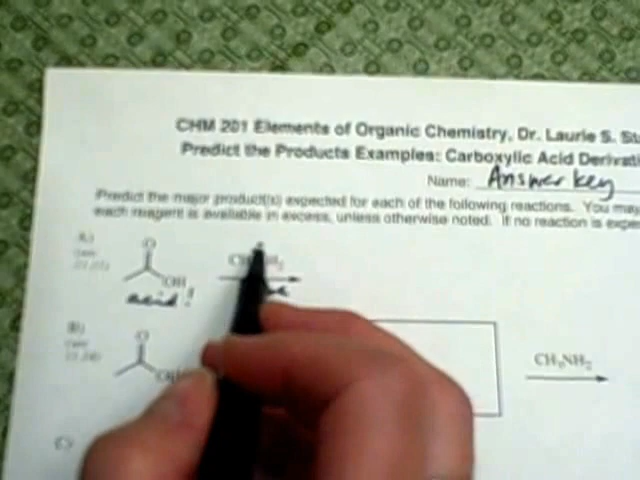 CHM 201 Elements of Organic Chemistry, Dr. Laurie S.
Predict the Products Examples: Carboxylic Acid
Name: Answer key
Predict the major product(s) expected for each of the following reactions. You may
each reagent is available in excess, unless otherwise noted. If no reaction is
A)
O
OH
acid!
B)
O
CH₃NH₂
C)